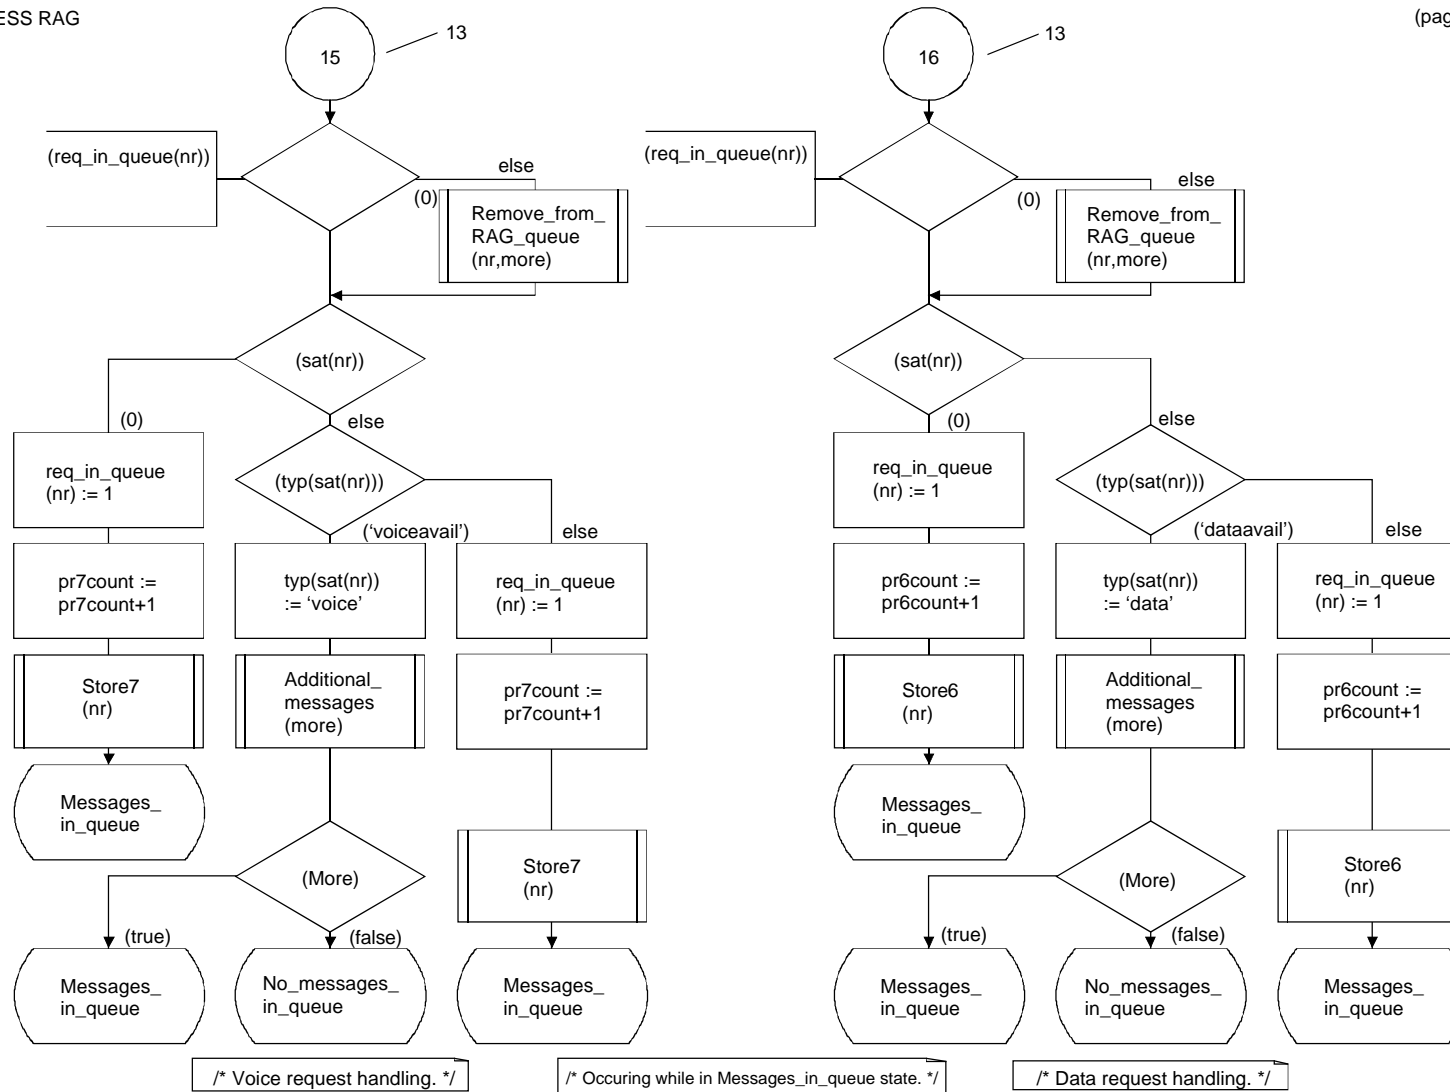 ESS RAG
(pag
15
13
(req_in_queue(nr))
else
(0)
Remove_from_
RAG_queue
(nr,more)
(sat(nr))
(0)
else
req_in_queue
(nr) := 1
(typ(sat(nr)))
(‘voiceavail’)
else
pr7count :=
pr7count+1
typ(sat(nr))
:= ‘voice’
req_in_queue
(nr) := 1
Store7
(nr)
Additional_
messages
(more)
pr7count :=
pr7count+1
Messages_
in_queue
(More)
Store7
(nr)
(true)
(false)
Messages_
in_queue
No_messages_
in_queue
Messages_
in_queue
16
13
(req_in_queue(nr))
else
(0)
Remove_from_
RAG_queue
(nr,more)
(sat(nr))
(0)
else
req_in_queue
(nr) := 1
(typ(sat(nr)))
(‘dataavail’)
else
pr6count :=
pr6count+1
typ(sat(nr))
:= ‘data’
req_in_queue
(nr) := 1
Store6
(nr)
Additional_
messages
(more)
pr6count :=
pr6count+1
Messages_
in_queue
(More)
Store6
(nr)
(true)
(false)
Messages_
in_queue
No_messages_
in_queue
Messages_
in_queue
/* Voice request handling. */
/* Occuring while in Messages_in_queue state. */
/* Data request handling. */